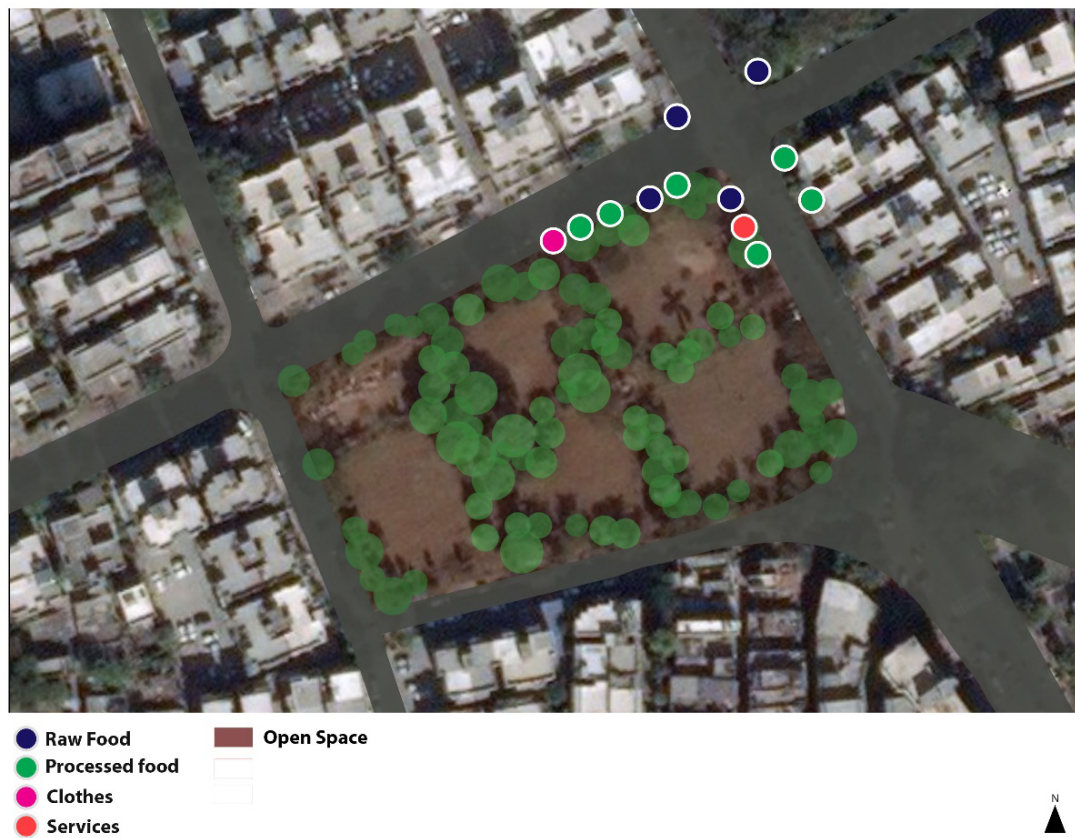 Raw Food
Open Space
Processed food
Clothes
Services
N